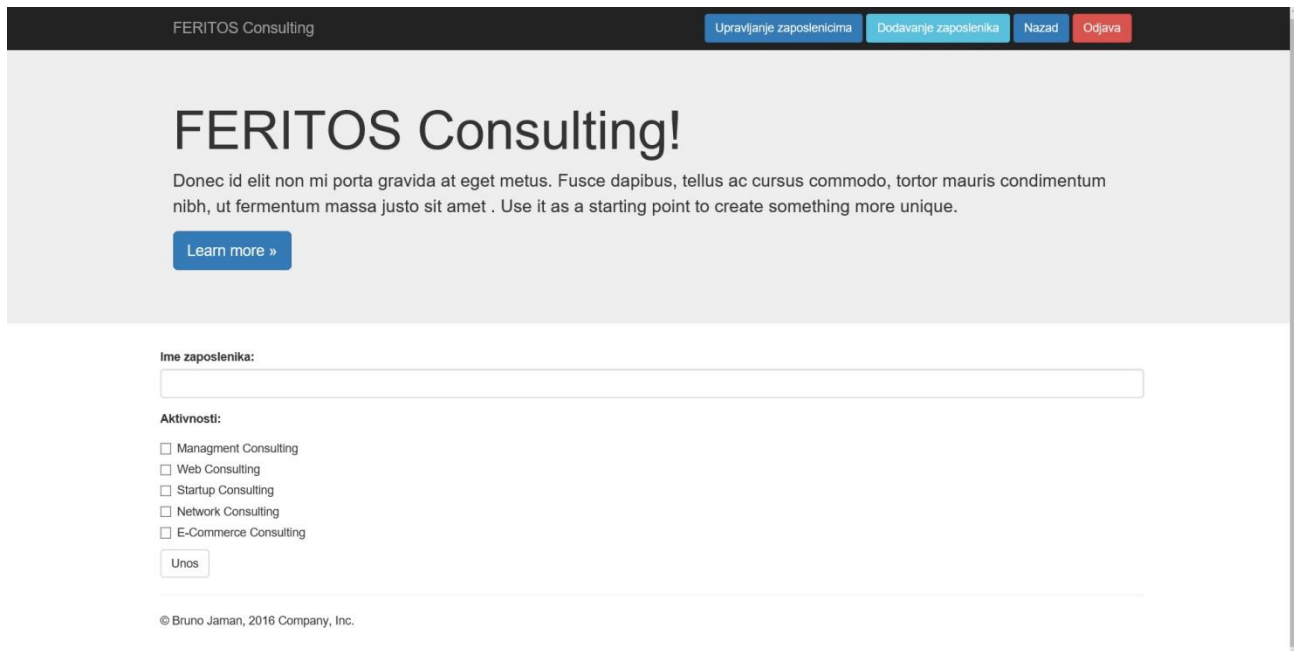 FERITOS Consulting
Upravljanje zaposlenicima Dodavanje zaposlenika Nazad Odjava
FERITOS Consulting!
Donec id elit non mi porta gravida at eget metus. Fusce dapibus, tellus ac cursus commodo, tortor mauris condimentum
nibh, ut fermentum massa justo sit amet . Use it as a starting point to create something more unique.
Learn more »
Ime zaposlenika:
Aktivnosti:
Managment Consulting
Web Consulting
Startup Consulting
Network Consulting
E-Commerce Consulting
Unos
© Bruno Jaman, 2016 Company, Inc.